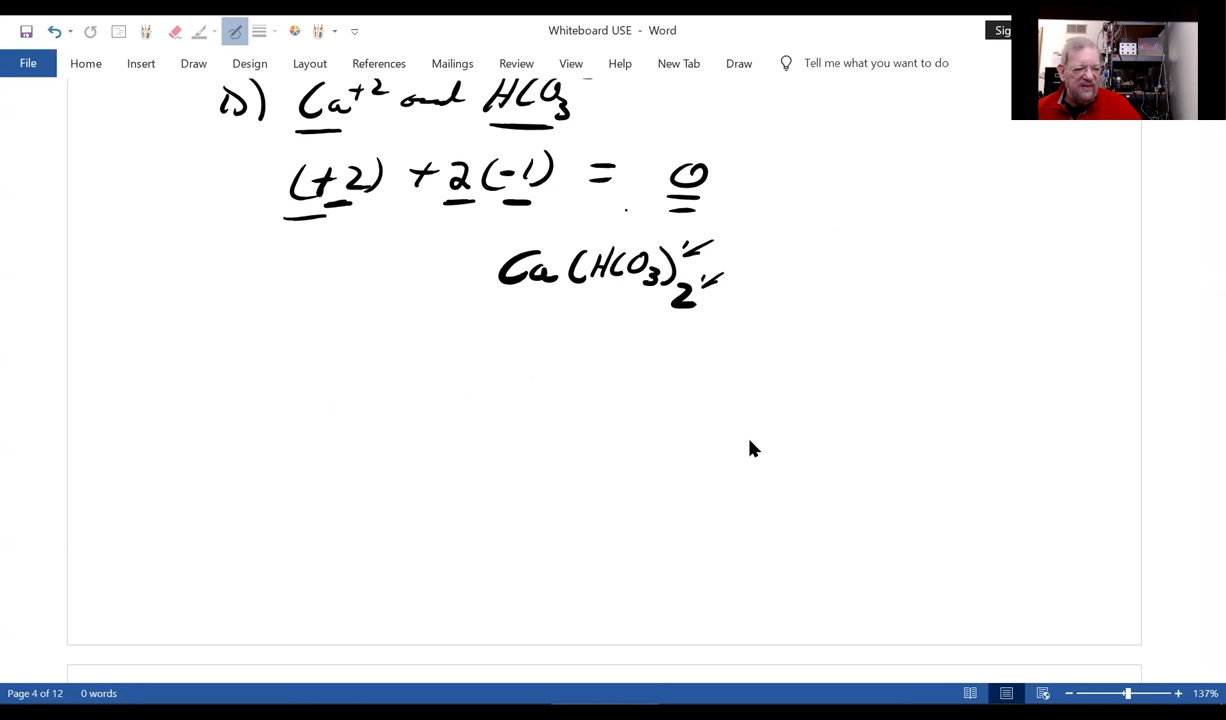 Whiteboard USE - Word
Sig
File Home Insert Draw Design Layout References Mailings Review View Help New Tab Draw Tell me what you want to do
D) Ca⁺² and HCO₃⁻
(+2) + 2(-1) = 0
Ca(HCO₃)₂
Page 4 of 12 0 words 137%